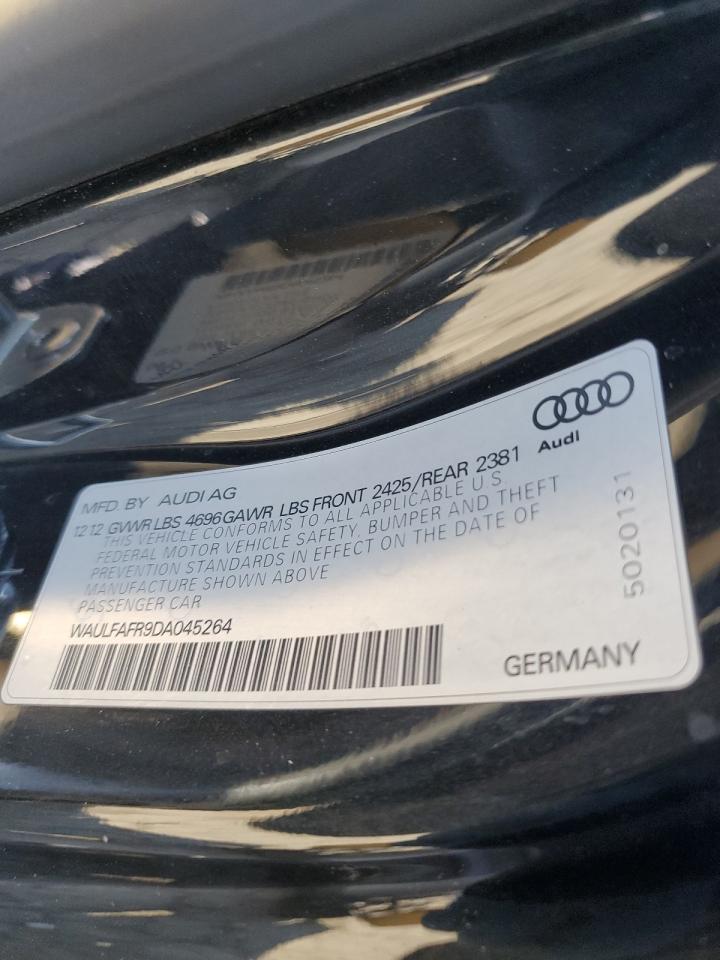 Audi
MFD. BY AUDI AG
12 12 GVWR LBS 4696 GAWR LBS FRONT 2425/REAR 2381
THIS VEHICLE CONFORMS TO ALL APPLICABLE U.S.
FEDERAL MOTOR VEHICLE SAFETY, BUMPER AND THEFT
PREVENTION STANDARDS IN EFFECT ON THE DATE OF
MANUFACTURE SHOWN ABOVE
PASSENGER CAR
WAULFAFR9DA045264
GERMANY
5020131